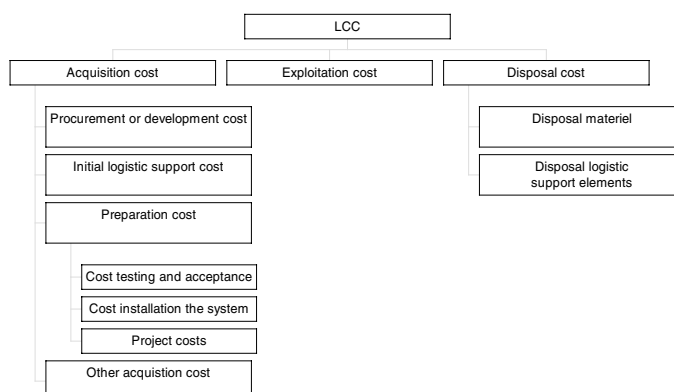 LCC
Acquisition cost
Exploitation cost
Disposal cost
Procurement or development cost
Initial logistic support cost
Preparation cost
Cost testing and acceptance
Cost installation the system
Project costs
Other acquistion cost
Disposal materiel
Disposal logistic
support elements